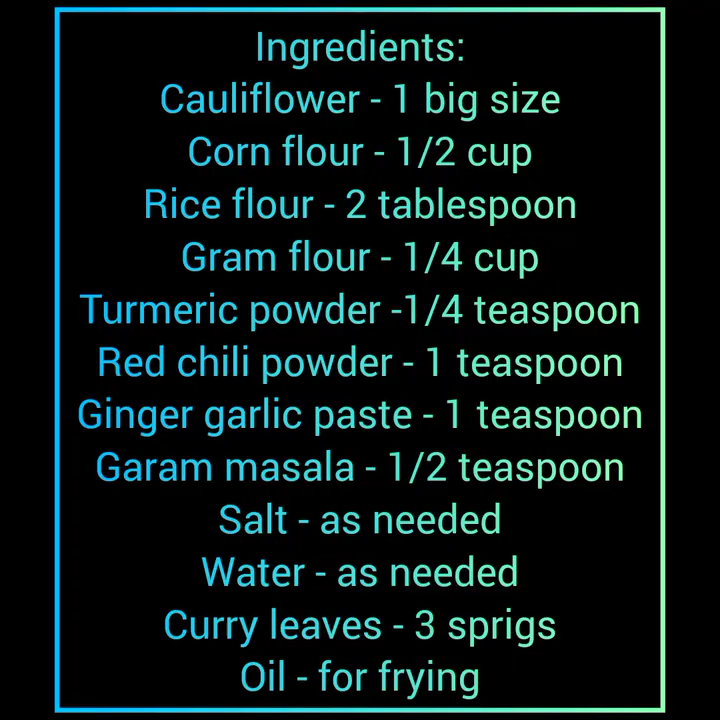 Ingredients:
Cauliflower - 1 big size
Corn flour - 1/2 cup
Rice flour - 2 tablespoon
Gram flour - 1/4 cup
Turmeric powder -1/4 teaspoon
Red chili powder - 1 teaspoon
Ginger garlic paste - 1 teaspoon
Garam masala - 1/2 teaspoon
Salt - as needed
Water - as needed
Curry leaves - 3 sprigs
Oil - for frying